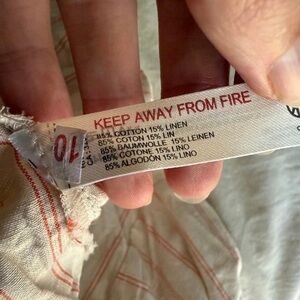 KEEP AWAY FROM FIRE
85% COTTON 15% LINEN
85% COTON 15% LIN
85% BAUMWOLLE 15% LEINEN
85% COTONE 15% LINO
85% ALGODÓN 15% LINO
10